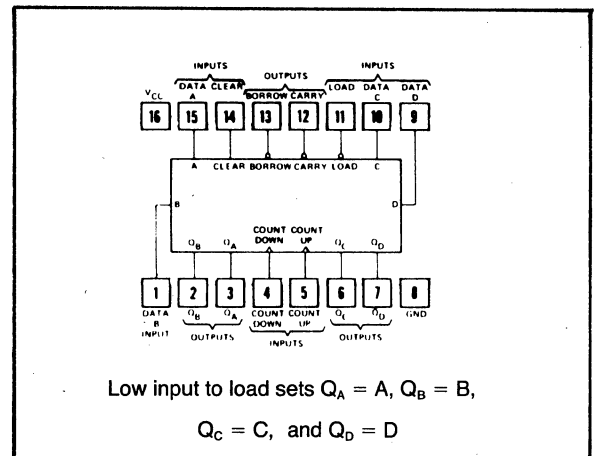 INPUTS
OUTPUTS
INPUTS
VCC
DATA A
CLEAR
BORROW
CARRY
LOAD
DATA C
DATA D
16 15 14 13 12 11 10 9
A CLEAR BORROW CARRY LOAD C
B
D
COUNT DOWN
COUNT UP
QB QA
QC QD
1 2 3 4 5 6 7 8
DATA B INPUT
QB QA
OUTPUTS
COUNT DOWN
COUNT UP
INPUTS
QC QD
OUTPUTS
GND
Low input to load sets QA = A, QB = B,
QC = C, and QD = D